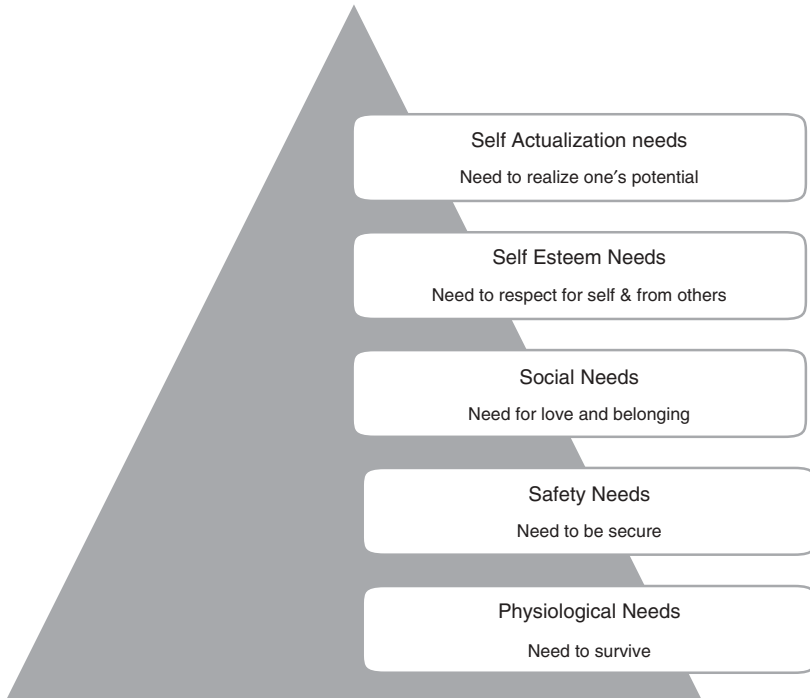 Self Actualization needs
Need to realize one′s potential
Self Esteem Needs
Need to respect for self & from others
Social Needs
Need for love and belonging
Safety Needs
Need to be secure
Physiological Needs
Need to survive